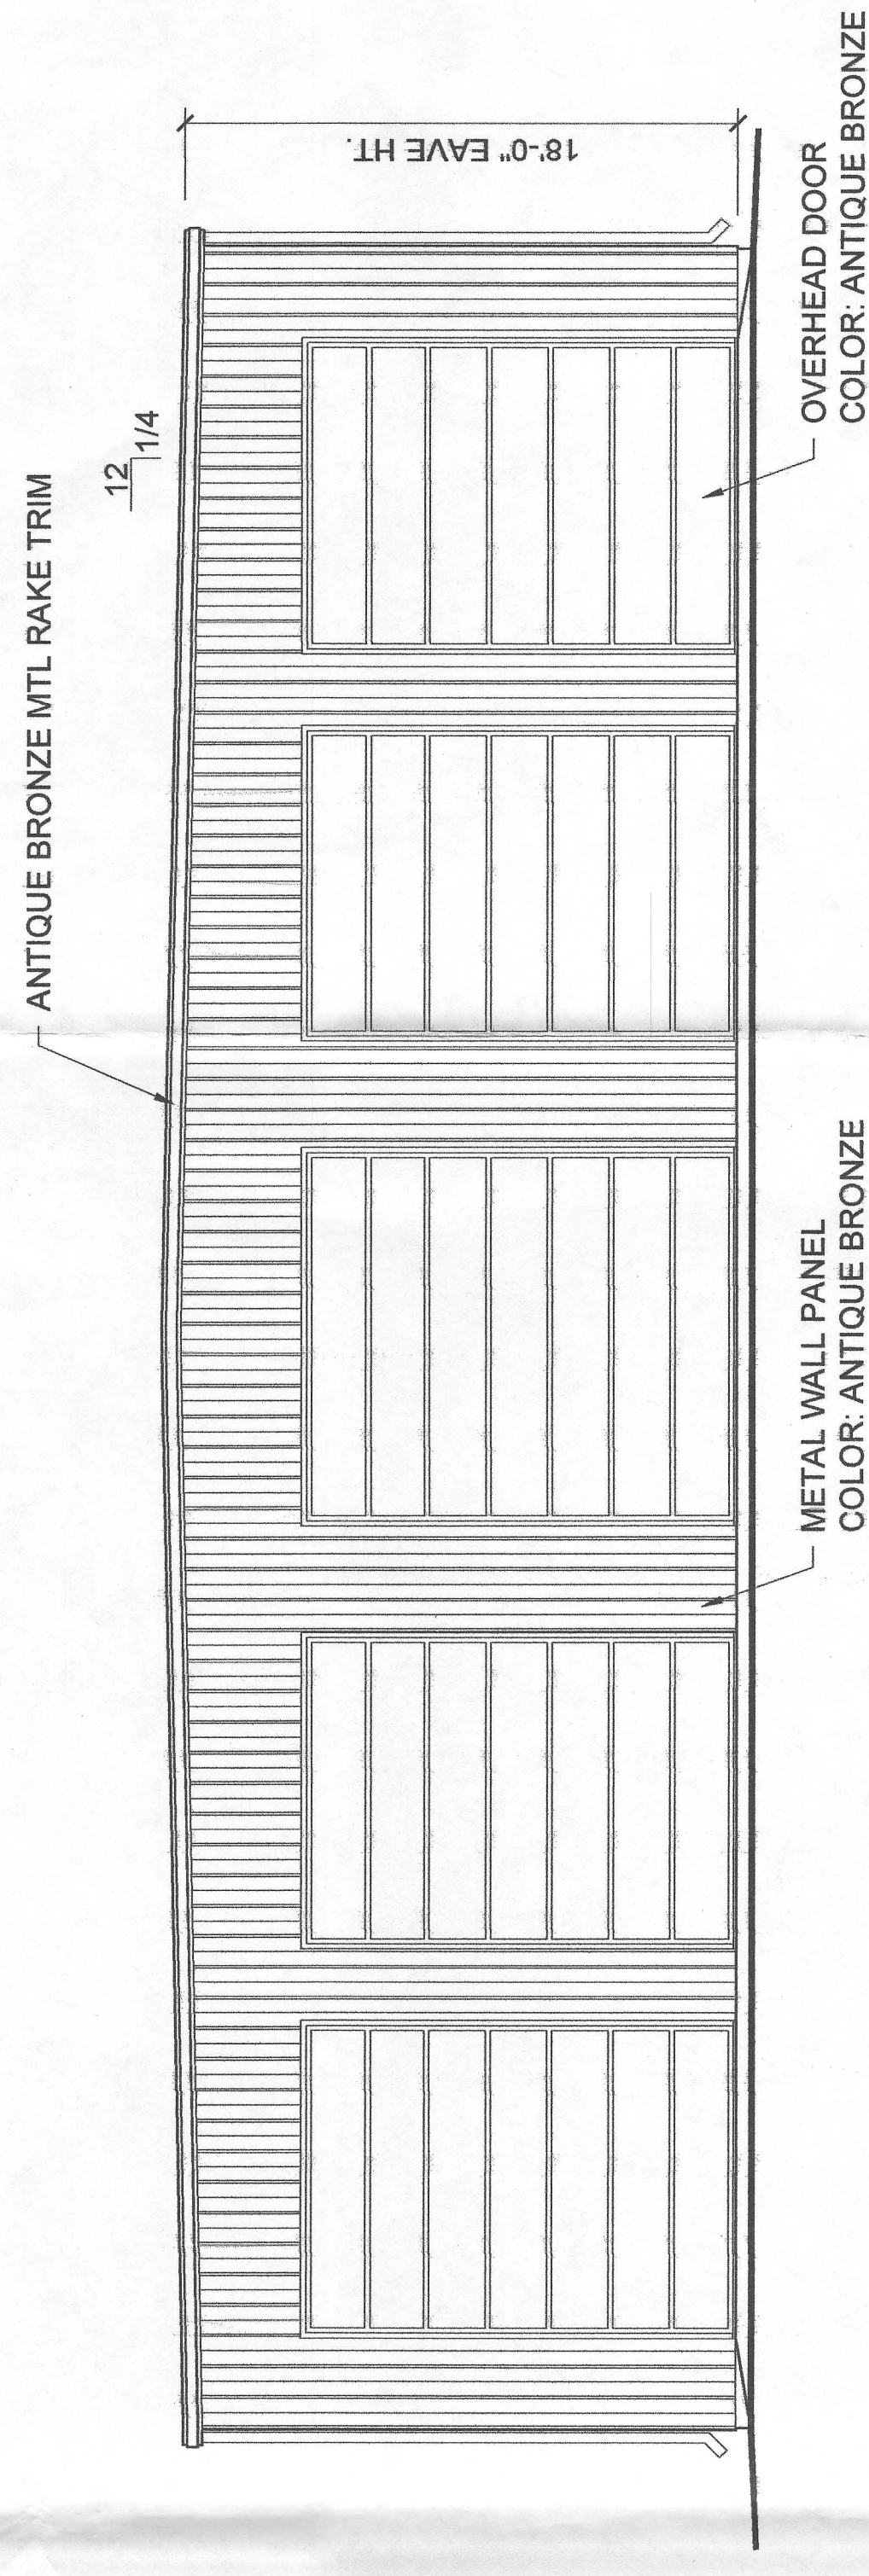 ANTIQUE BRONZE MTL RAKE TRIM
12
1/4
18'-0" EAVE HT.
METAL WALL PANEL
COLOR: ANTIQUE BRONZE
OVERHEAD DOOR
COLOR: ANTIQUE BRONZE